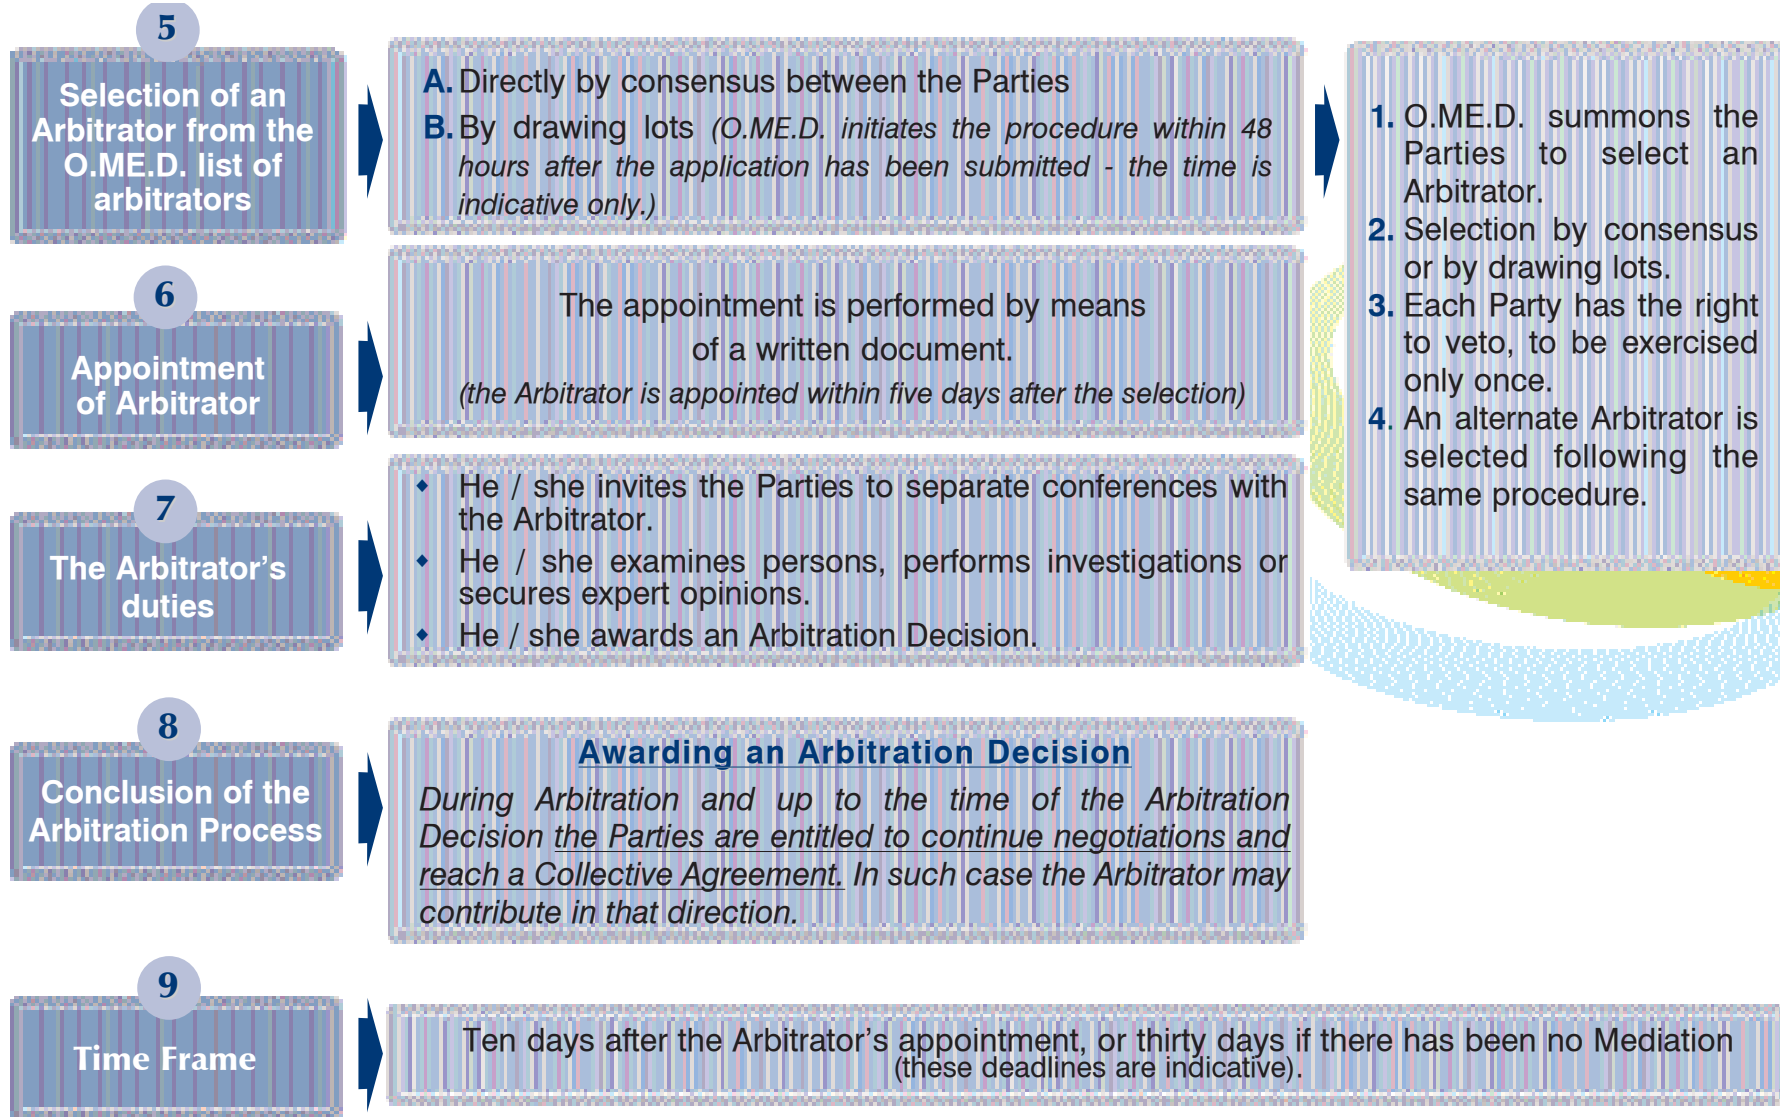 5
Selection of an
Arbitrator from the
O.ME.D. list of
arbitrators
A. Directly by consensus between the Parties
B. By drawing lots (O.ME.D. initiates the procedure within 48
hours after the application has been submitted - the time is
indicative only.)
1. O.ME.D. summons the
Parties to select an
Arbitrator.
2. Selection by consensus
or by drawing lots.
3. Each Party has the right
to veto, to be exercised
only once.
4. An alternate Arbitrator is
selected following the
same procedure.
6
Appointment
of Arbitrator
The appointment is performed by means
of a written document.
(the Arbitrator is appointed within five days after the selection)
7
The Arbitrator’s
duties
◆ He / she invites the Parties to separate conferences with
the Arbitrator.
◆ He / she examines persons, performs investigations or
secures expert opinions.
◆ He / she awards an Arbitration Decision.
8
Conclusion of the
Arbitration Process
Awarding an Arbitration Decision
During Arbitration and up to the time of the Arbitration
Decision the Parties are entitled to continue negotiations and
reach a Collective Agreement. In such case the Arbitrator may
contribute in that direction.
9
Time Frame
Ten days after the Arbitrator’s appointment, or thirty days if there has been no Mediation
(these deadlines are indicative).